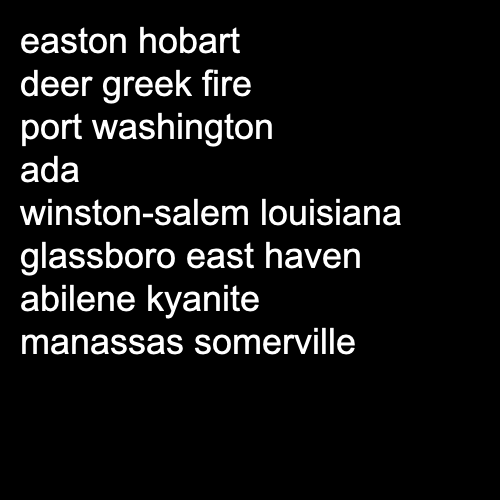 easton hobart
deer greek fire
port washington
ada
winston-salem louisiana
glassboro east haven
abilene kyanite
manassas somerville